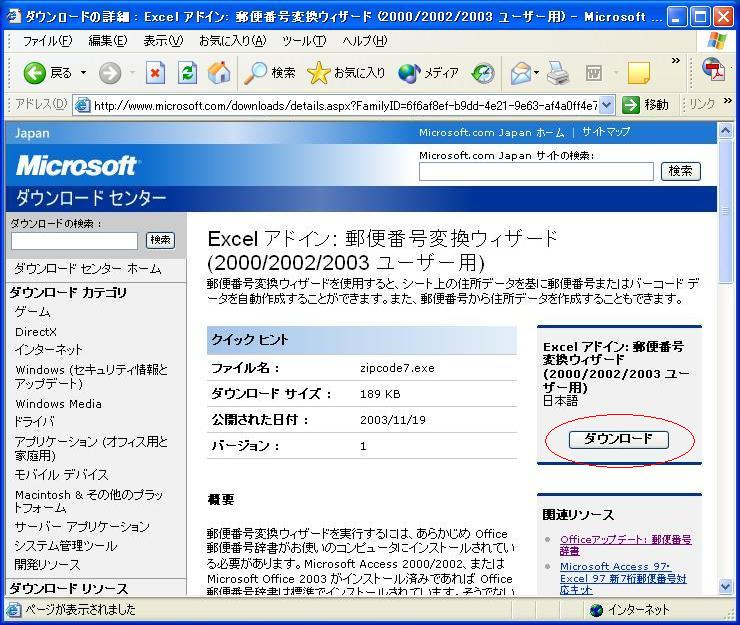 ダウンロードの詳細 : Excel アドイン: 郵便番号変換ウィザード (2000/2002/2003 ユーザー用) - Microsoft ...
ファイル(F) 編集(E) 表示(V) お気に入り(A) ツール(T) ヘルプ(H)
戻る 検索 お気に入り メディア »
アドレス(D) http://www.microsoft.com/downloads/details.aspx?FamilyID=6f6af8ef-b9dd-4e21-9e63-af4a0ff4e7 移動 リンク »
Japan
Microsoft.com Japan ホーム | サイトマップ
Microsoft
Microsoft.com Japan サイトの検索:
検索
ダウンロード センター
ダウンロードの検索 :
検索
ダウンロード センター ホーム
ダウンロード カテゴリ
ゲーム
DirectX
インターネット
Windows (セキュリティ情報と
アップデート)
Windows Media
ドライバ
アプリケーション (オフィス用と
家庭用)
モバイル デバイス
Macintosh & その他のプラッ
トフォーム
サーバー アプリケーション
システム管理ツール
開発リソース
ダウンロード リソース
Excel アドイン: 郵便番号変換ウィザード
(2000/2002/2003 ユーザー用)
郵便番号変換ウィザードを使用すると、シート上の住所データを基に郵便番号またはバーコード デ
ータを自動作成することができます。また、郵便番号から住所データを作成することもできます。
クイック ヒント
ファイル名 : zipcode7.exe
ダウンロード サイズ : 189 KB
公開された日付 : 2003/11/19
バージョン : 1
概要
郵便番号変換ウィザードを実行するには、あらかじめ Office
郵便番号辞書がお使いのコンピュータにインストールされてい
る必要があります。Microsoft Access 2000/2002、または
Microsoft Office 2003 がインストール済みであれば Office
郵便番号辞書は標準でインストールされています。そうでない
Excel アドイン: 郵便番号
変換ウィザード
(2000/2002/2003 ユー
ザー用)
日本語
ダウンロード
関連リソース
Officeアップデート: 郵便番号
辞書
Microsoft Access 97・
Excel 97 新7桁郵便番号対
応キット
ページが表示されました
インターネット